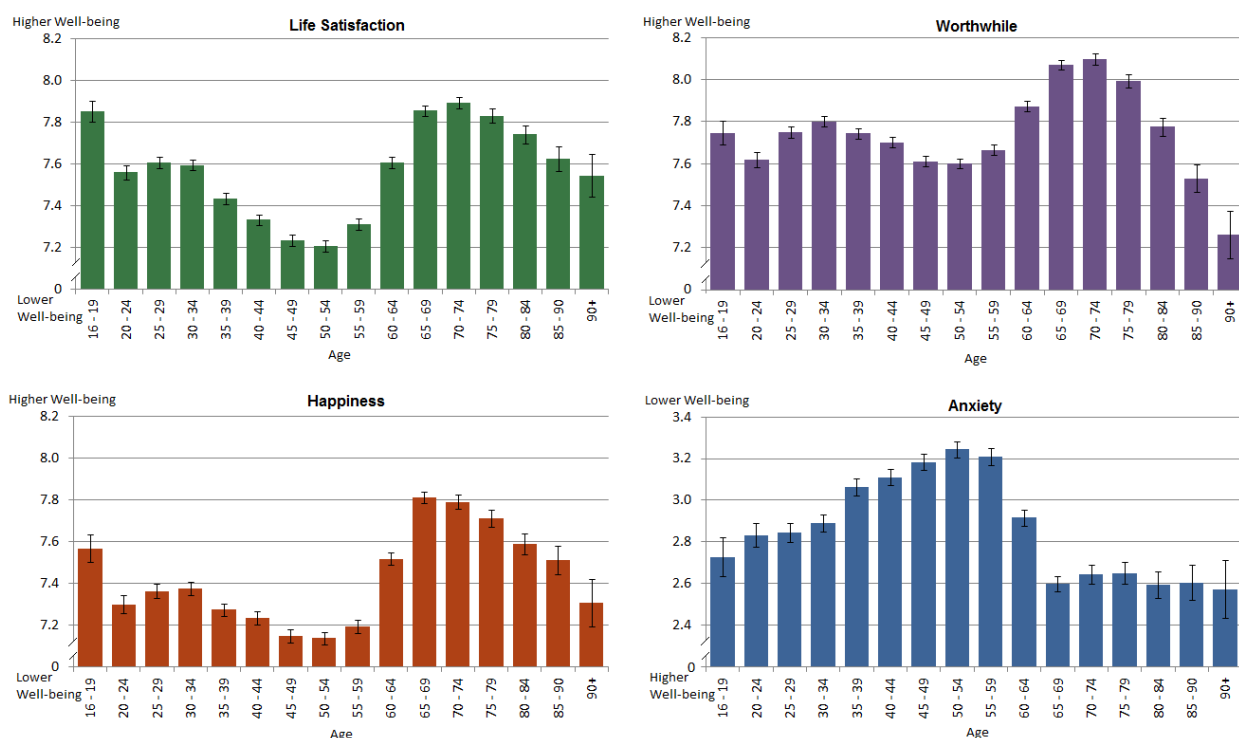 Higher Well-being
Life Satisfaction
8.2
8.0
7.8
7.6
7.4
7.2
0
Lower
Well-being
16 - 19
20 - 24
25 - 29
30 - 34
35 - 39
40 - 44
45 - 49
50 - 54
55 - 59
60 - 64
65 - 69
70 - 74
75 - 79
80 - 84
85 - 90
90+
Age
Higher Well-being
Worthwhile
8.2
8.0
7.8
7.6
7.4
7.2
0
Lower
Well-being
16 - 19
20 - 24
25 - 29
30 - 34
35 - 39
40 - 44
45 - 49
50 - 54
55 - 59
60 - 64
65 - 69
70 - 74
75 - 79
80 - 84
85 - 90
90+
Age
Higher Well-being
Happiness
8.2
8.0
7.8
7.6
7.4
7.2
0
Lower
Well-being
16 - 19
20 - 24
25 - 29
30 - 34
35 - 39
40 - 44
45 - 49
50 - 54
55 - 59
60 - 64
65 - 69
70 - 74
75 - 79
80 - 84
85 - 90
90+
Age
Lower Well-being
Anxiety
3.4
3.2
3.0
2.8
2.6
2.4
0
Higher
Well-being
16 - 19
20 - 24
25 - 29
30 - 34
35 - 39
40 - 44
45 - 49
50 - 54
55 - 59
60 - 64
65 - 69
70 - 74
75 - 79
80 - 84
85 - 90
90+
Age